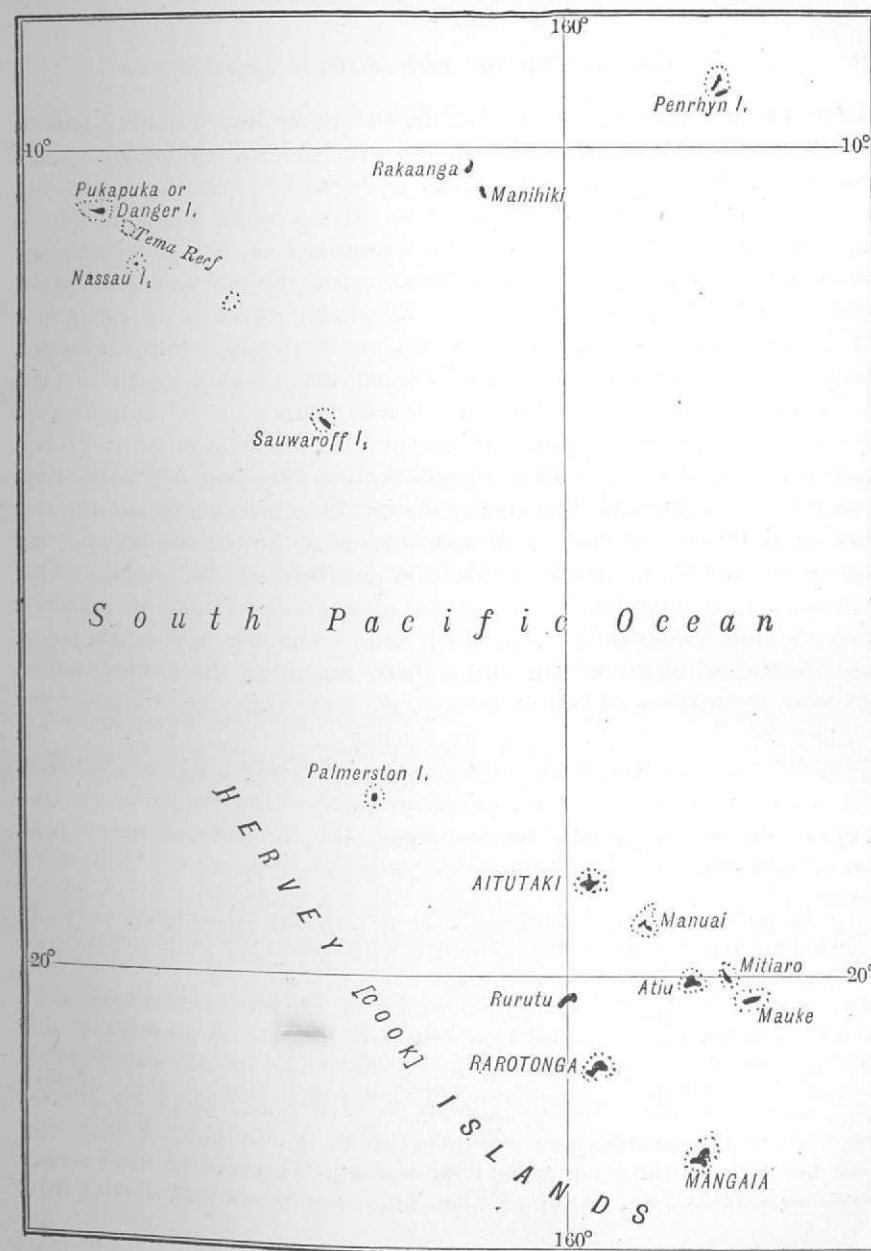 160°
Penrhyn I.
10°
10°
Rakaanga
Manihiki
Pukapuka or
Danger I.
Tema Reef
Nassau I.
Sauwaroff I.
South Pacific Ocean
Palmerston I.
HERVEY [COOK] ISLANDS
AITUTAKI
Manuai
20°
20°
Mitiaro
Atiu
Mauke
Rurutu
RAROTONGA
MANGAIA
160°